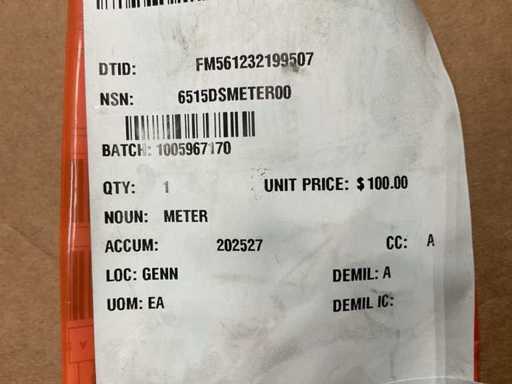 DTID: FM561232199507
NSN: 6515DSMETER00
BATCH: 1005967170
QTY: 1 UNIT PRICE: $100.00
NOUN: METER
ACCUM: 202527 CC: A
LOC: GENN DEMIL: A
UOM: EA DEMIL IC: